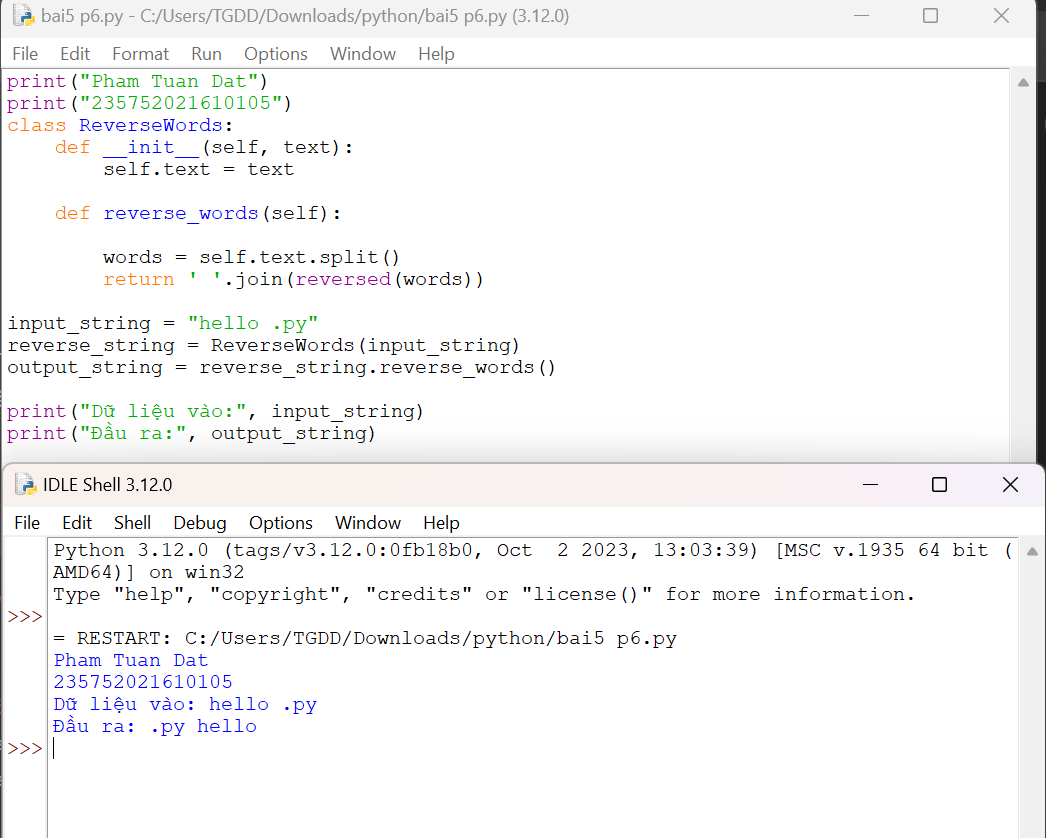 bai5 p6.py - C:/Users/TGDD/Downloads/python/bai5 p6.py (3.12.0)
File Edit Format Run Options Window Help
print("Pham Tuan Dat")
print("235752021610105")
class ReverseWords:
    def __init__(self, text):
        self.text = text
    def reverse_words(self):
        words = self.text.split()
        return ' '.join(reversed(words))
input_string = "hello .py"
reverse_string = ReverseWords(input_string)
output_string = reverse_string.reverse_words()
print("Dữ liệu vào:", input_string)
print("Đầu ra:", output_string)
IDLE Shell 3.12.0
File Edit Shell Debug Options Window Help
Python 3.12.0 (tags/v3.12.0:0fb18b0, Oct  2 2023, 13:03:39) [MSC v.1935 64 bit (
AMD64)] on win32
Type "help", "copyright", "credits" or "license()" for more information.
>>>
= RESTART: C:/Users/TGDD/Downloads/python/bai5 p6.py
Pham Tuan Dat
235752021610105
Dữ liệu vào: hello .py
Đầu ra: .py hello
>>>